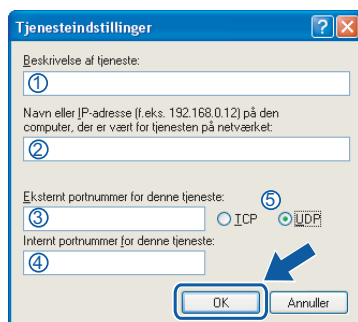 Tjenesteindstillinger
Beskrivelse af tjeneste:
①
Navn eller IP-adresse (f.eks. 192.168.0.12) på den
computer, der er vært for tjenesten på netværket:
②
Eksternt portnummer for denne tjeneste: ⑤
③ TCP UDP
Internt portnummer for denne tjeneste:
④
OK Annuller